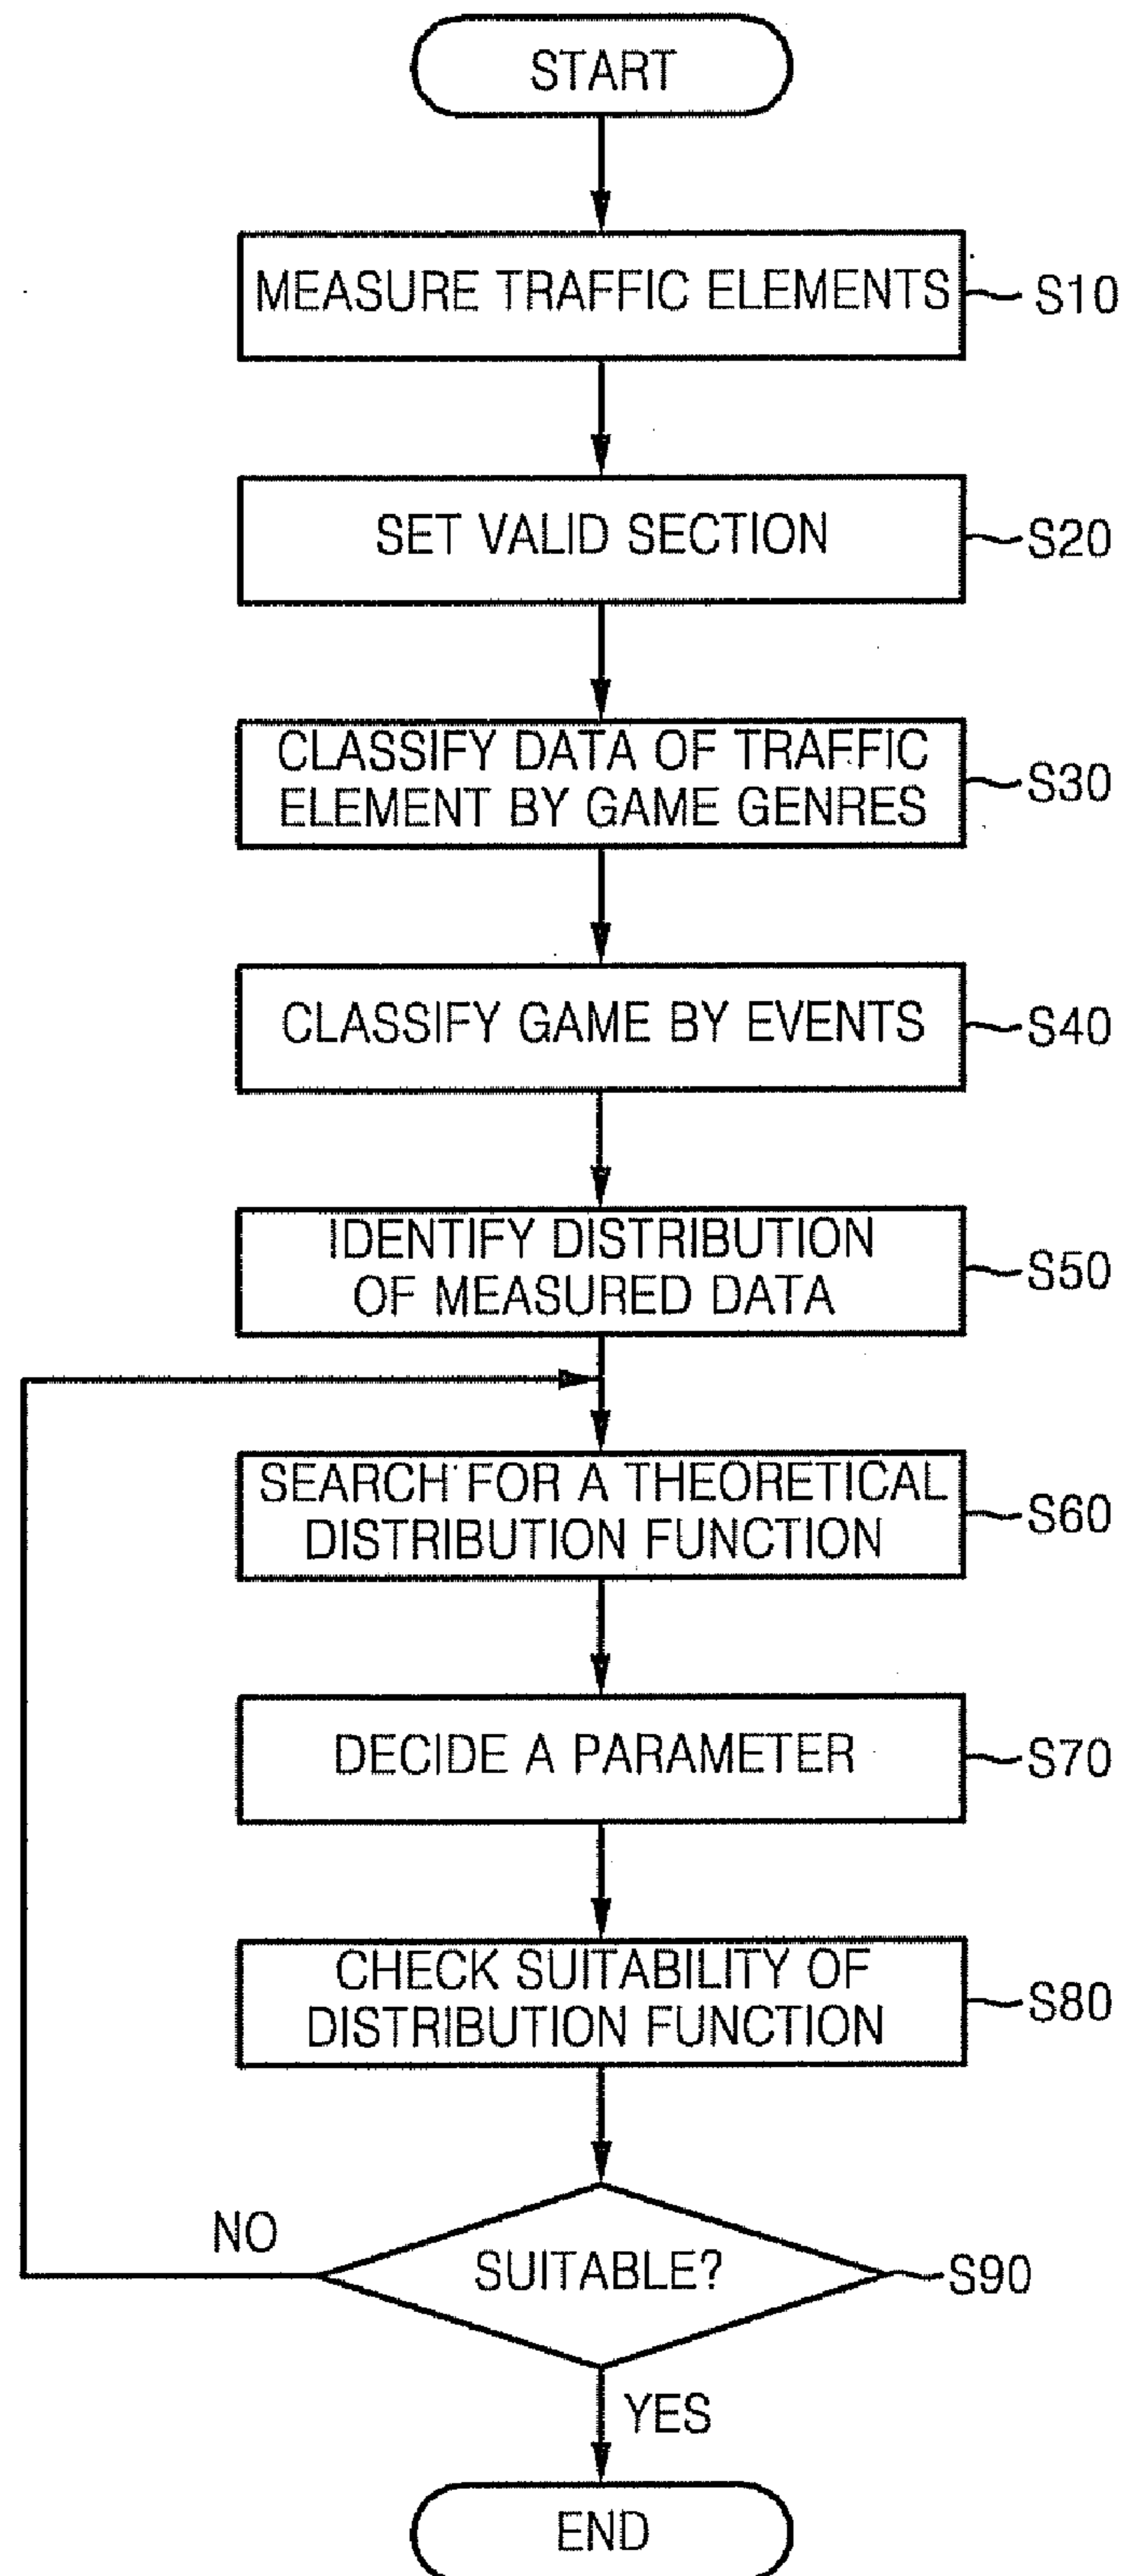 START
MEASURE TRAFFIC ELEMENTS
S10
SET VALID SECTION
S20
CLASSIFY DATA OF TRAFFIC
ELEMENT BY GAME GENRES
S30
CLASSIFY GAME BY EVENTS
S40
IDENTIFY DISTRIBUTION
OF MEASURED DATA
S50
SEARCH FOR A THEORETICAL
DISTRIBUTION FUNCTION
S60
DECIDE A PARAMETER
S70
CHECK SUITABILITY OF
DISTRIBUTION FUNCTION
S80
NO
SUITABLE?
S90
YES
END